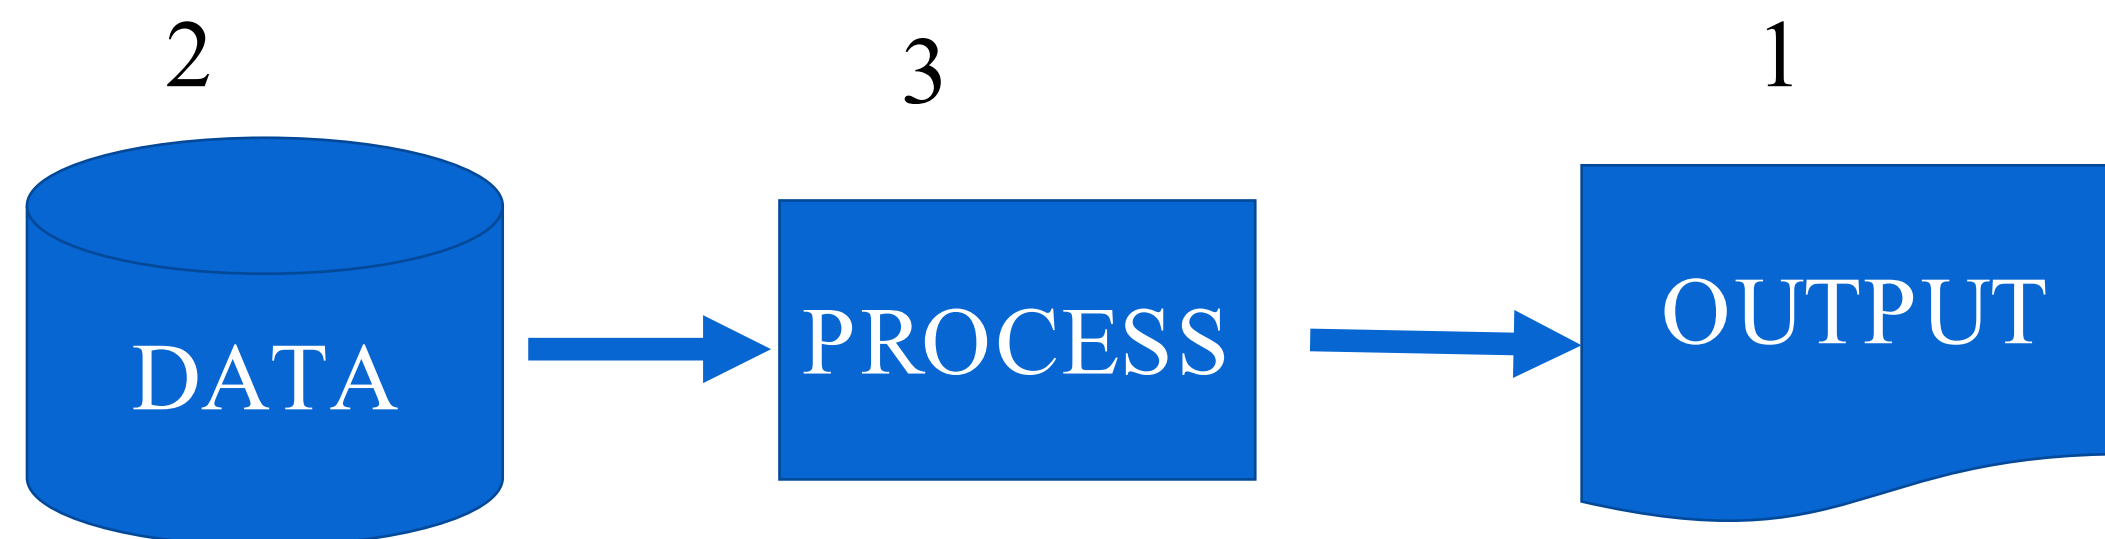 2
3
1
DATA
PROCESS
OUTPUT